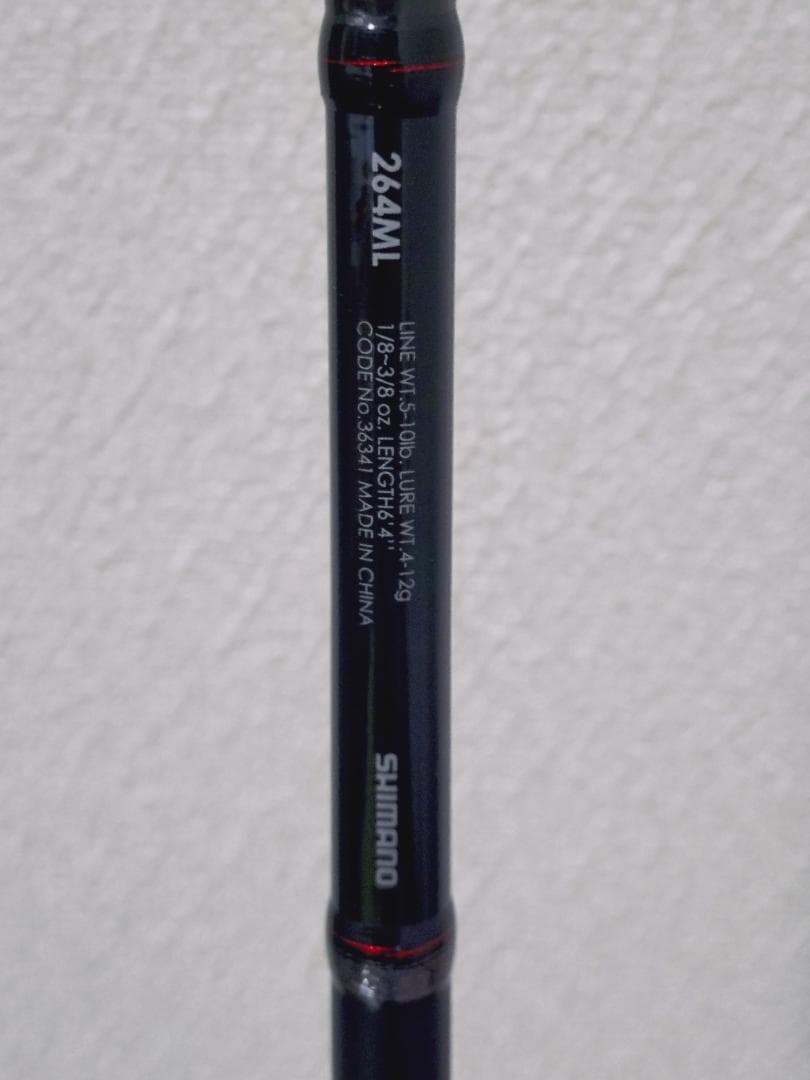 264ML
LINE WT.5-10lb. LURE WT.4-12g
1/8~3/8 oz. LENGTH6'4''
CODE No.36341 MADE IN CHINA
SHIMANO